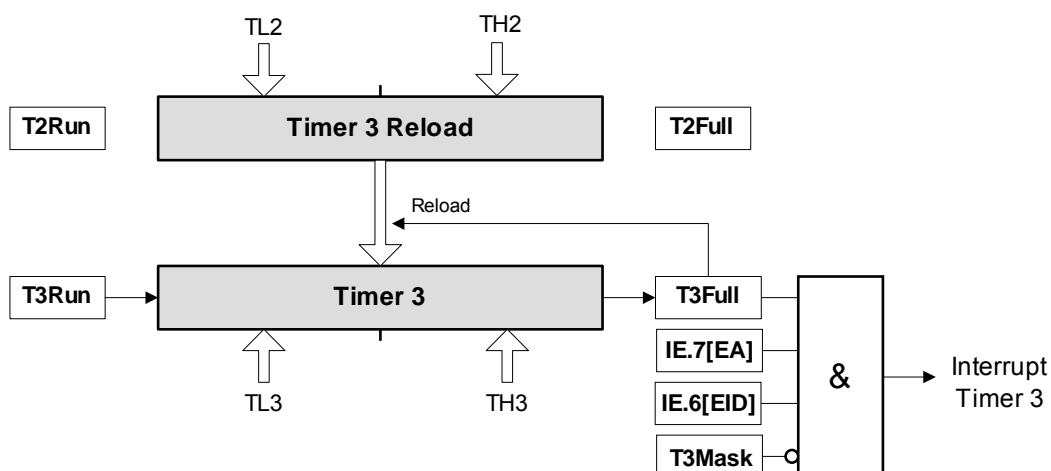 TL2
TH2
T2Run
Timer 3 Reload
T2Full
Reload
T3Run
Timer 3
T3Full
IE.7[EA]
IE.6[EID]
T3Mask
&
Interrupt
Timer 3
TL3
TH3